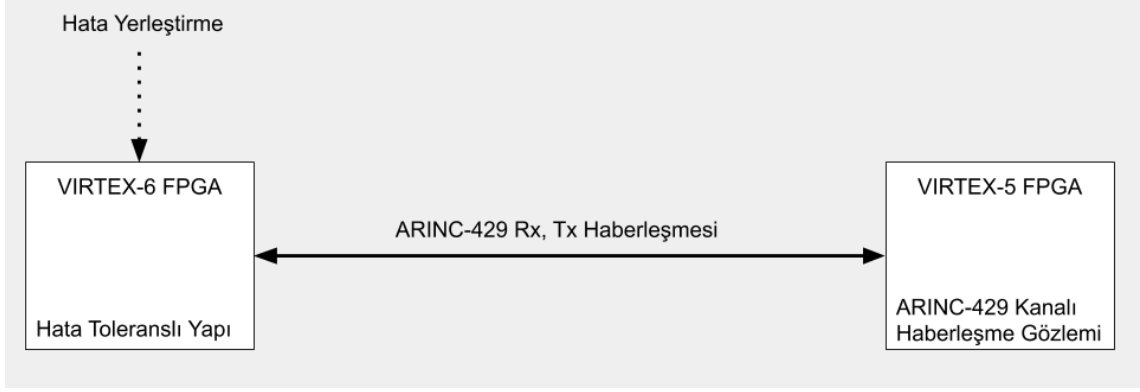 Hata Yerleştirme
VIRTEX-6 FPGA
Hata Toleranslı Yapı
ARINC-429 Rx, Tx Haberleşmesi
VIRTEX-5 FPGA
ARINC-429 Kanalı
Haberleşme Gözlemi